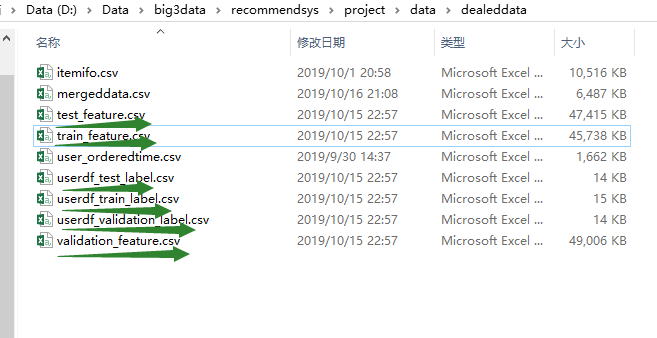 Data (D:) > Data > big3data > recommendsys > project > data > dealeddata
名称 修改日期 类型 大小
itemifo.csv 2019/10/1 20:58 Microsoft Excel ... 10,516 KB
mergeddata.csv 2019/10/16 21:08 Microsoft Excel ... 6,487 KB
test_feature.csv 2019/10/15 22:57 Microsoft Excel ... 47,415 KB
train_feature.csv 2019/10/15 22:57 Microsoft Excel ... 45,738 KB
user_orderedtime.csv 2019/9/30 14:37 Microsoft Excel ... 1,662 KB
userdf_test_label.csv 2019/10/15 22:57 Microsoft Excel ... 14 KB
userdf_train_label.csv 2019/10/15 22:57 Microsoft Excel ... 15 KB
userdf_validation_label.csv 2019/10/15 22:57 Microsoft Excel ... 14 KB
validation_feature.csv 2019/10/15 22:57 Microsoft Excel ... 49,006 KB